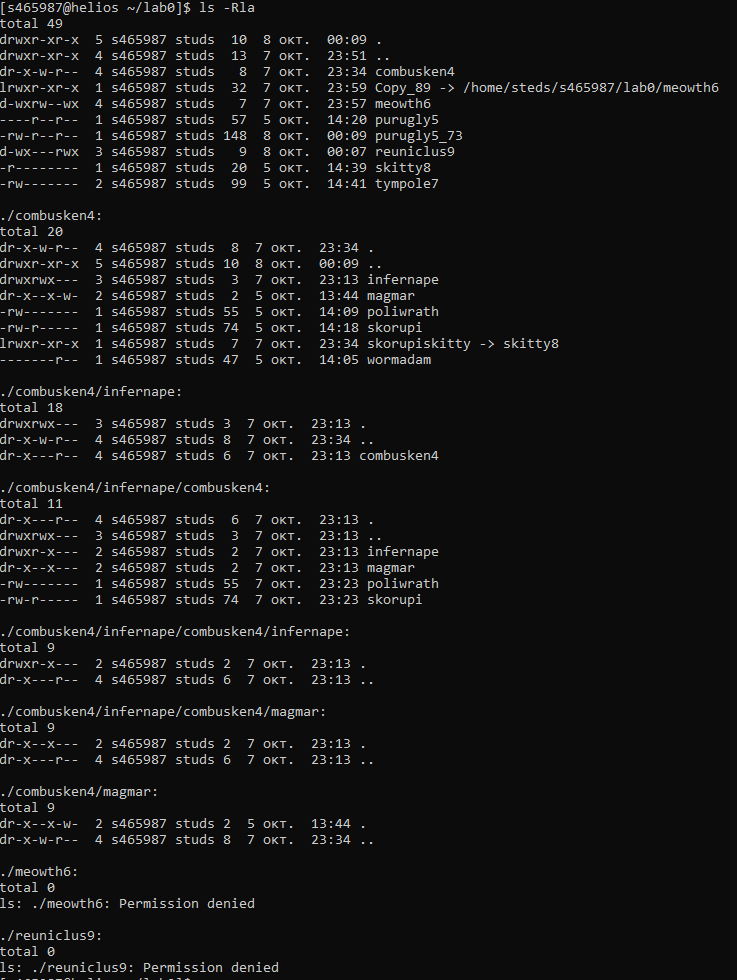 [s465987@helios ~/lab0]$ ls -Rla
total 49
drwxr-xr-x  5 s465987 studs  10  8 окт.  00:09 .
drwxr-xr-x  4 s465987 studs  13  7 окт.  23:51 ..
dr-x-w-r--  4 s465987 studs   8  7 окт.  23:34 combusken4
lrwxr-xr-x  1 s465987 studs  32  7 окт.  23:59 Copy_89 -> /home/steds/s465987/lab0/meowth6
d-wxrw--wx  4 s465987 studs   7  7 окт.  23:57 meowth6
----r--r--  1 s465987 studs  57  5 окт.  14:20 purugly5
-rw-r--r--  1 s465987 studs 148  8 окт.  00:09 purugly5_73
d-wx---rwx  3 s465987 studs   9  8 окт.  00:07 reuniclus9
-r--------  1 s465987 studs  20  5 окт.  14:39 skitty8
-rw-------  2 s465987 studs  99  5 окт.  14:41 tympole7
./combusken4:
total 20
dr-x-w-r--  4 s465987 studs  8  7 окт.  23:34 .
drwxr-xr-x  5 s465987 studs 10  8 окт.  00:09 ..
drwxrwx---  3 s465987 studs  3  7 окт.  23:13 infernape
dr-x--x-w-  2 s465987 studs  2  5 окт.  13:44 magmar
-rw-------  1 s465987 studs 55  5 окт.  14:09 poliwrath
-rw-r-----  1 s465987 studs 74  5 окт.  14:18 skorupi
lrwxr-xr-x  1 s465987 studs  7  7 окт.  23:34 skorupiskitty -> skitty8
-------r--  1 s465987 studs 47  5 окт.  14:05 wormadam
./combusken4/infernape:
total 18
drwxrwx---  3 s465987 studs 3  7 окт.  23:13 .
dr-x-w-r--  4 s465987 studs 8  7 окт.  23:34 ..
dr-x---r--  4 s465987 studs 6  7 окт.  23:13 combusken4
./combusken4/infernape/combusken4:
total 11
dr-x---r--  4 s465987 studs  6  7 окт.  23:13 .
drwxrwx---  3 s465987 studs  3  7 окт.  23:13 ..
drwxr-x---  2 s465987 studs  2  7 окт.  23:13 infernape
dr-x--x---  2 s465987 studs  2  7 окт.  23:13 magmar
-rw-------  1 s465987 studs 55  7 окт.  23:23 poliwrath
-rw-r-----  1 s465987 studs 74  7 окт.  23:23 skorupi
./combusken4/infernape/combusken4/infernape:
total 9
drwxr-x---  2 s465987 studs 2  7 окт.  23:13 .
dr-x---r--  4 s465987 studs 6  7 окт.  23:13 ..
./combusken4/infernape/combusken4/magmar:
total 9
dr-x--x---  2 s465987 studs 2  7 окт.  23:13 .
dr-x---r--  4 s465987 studs 6  7 окт.  23:13 ..
./combusken4/magmar:
total 9
dr-x--x-w-  2 s465987 studs 2  5 окт.  13:44 .
dr-x-w-r--  4 s465987 studs 8  7 окт.  23:34 ..
./meowth6:
total 0
ls: ./meowth6: Permission denied
./reuniclus9:
total 0
ls: ./reuniclus9: Permission denied